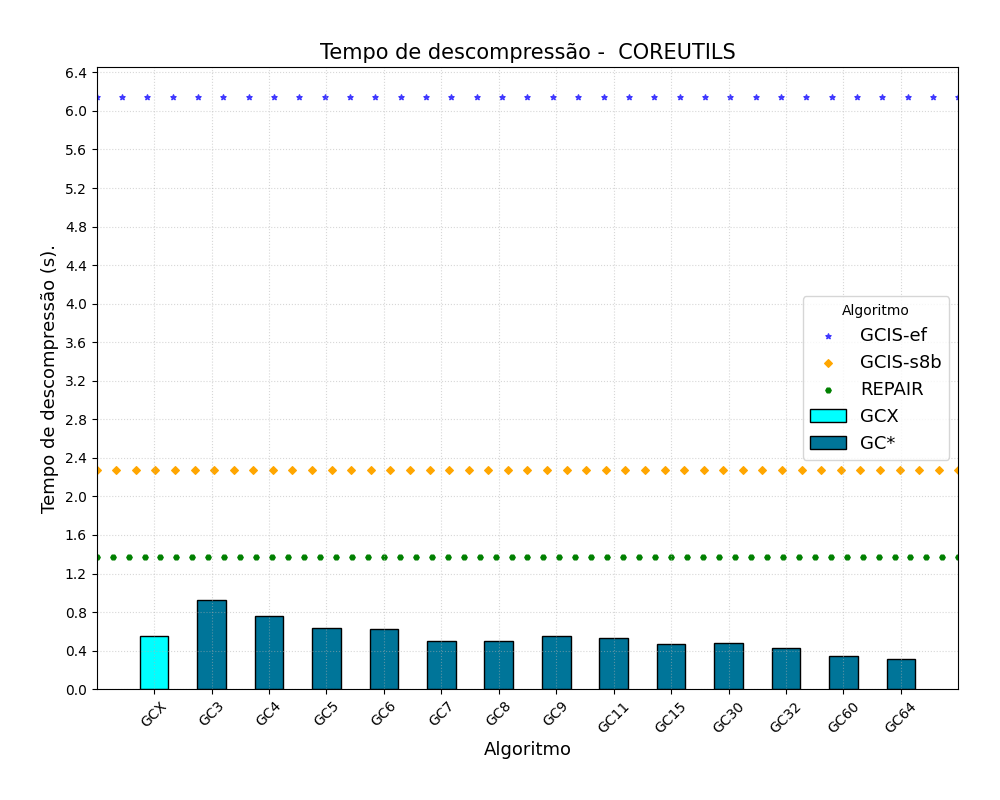 Tempo de descompressão -  COREUTILS
6.4
6.0
5.6
5.2
4.8
4.4
4.0
3.6
3.2
2.8
2.4
2.0
1.6
1.2
0.8
0.4
0.0
Tempo de descompressão (s).
Algoritmo
GCIS-ef
GCIS-s8b
REPAIR
GCX
GC*
GCX
GC3
GC4
GC5
GC6
GC7
GC8
GC9
GC11
GC15
GC30
GC32
GC60
GC64
Algoritmo